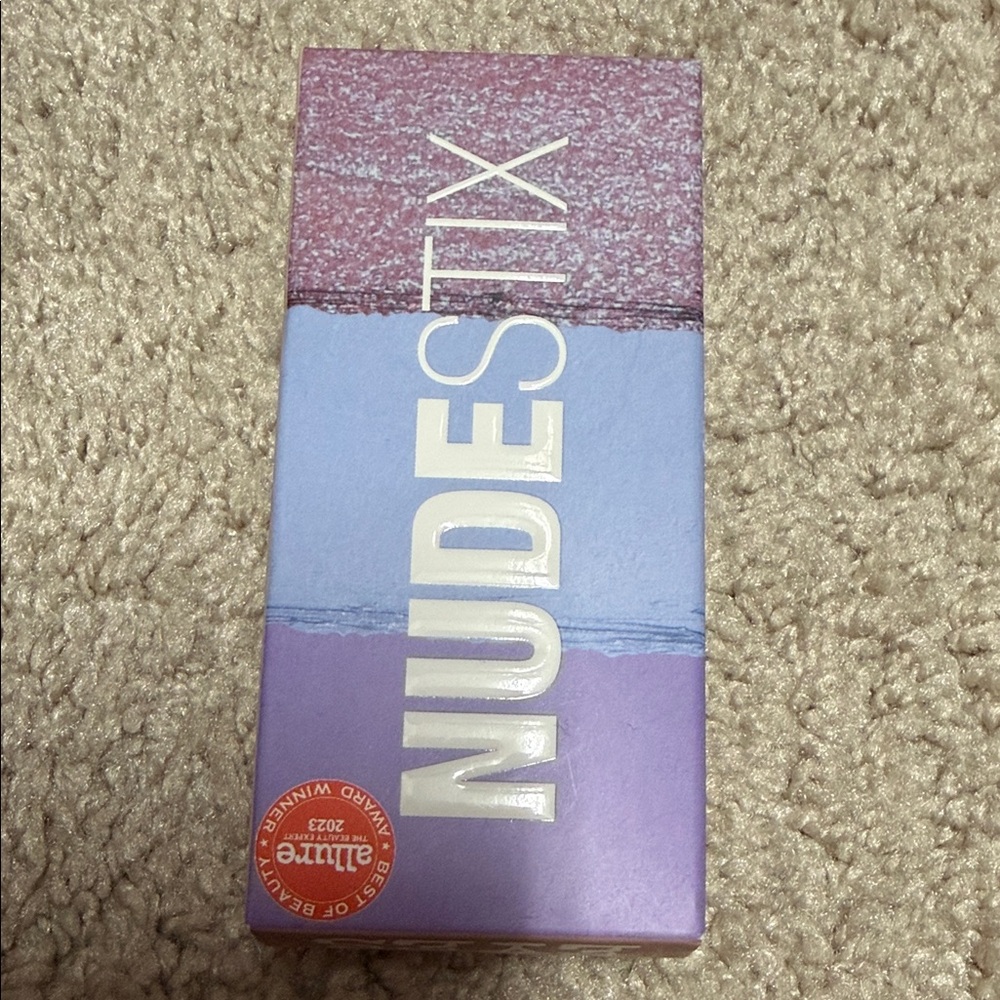 NUDESTIX
BEST OF BEAUTY
allure
THE BEAUTY EXPERT
2023
AWARD WINNER